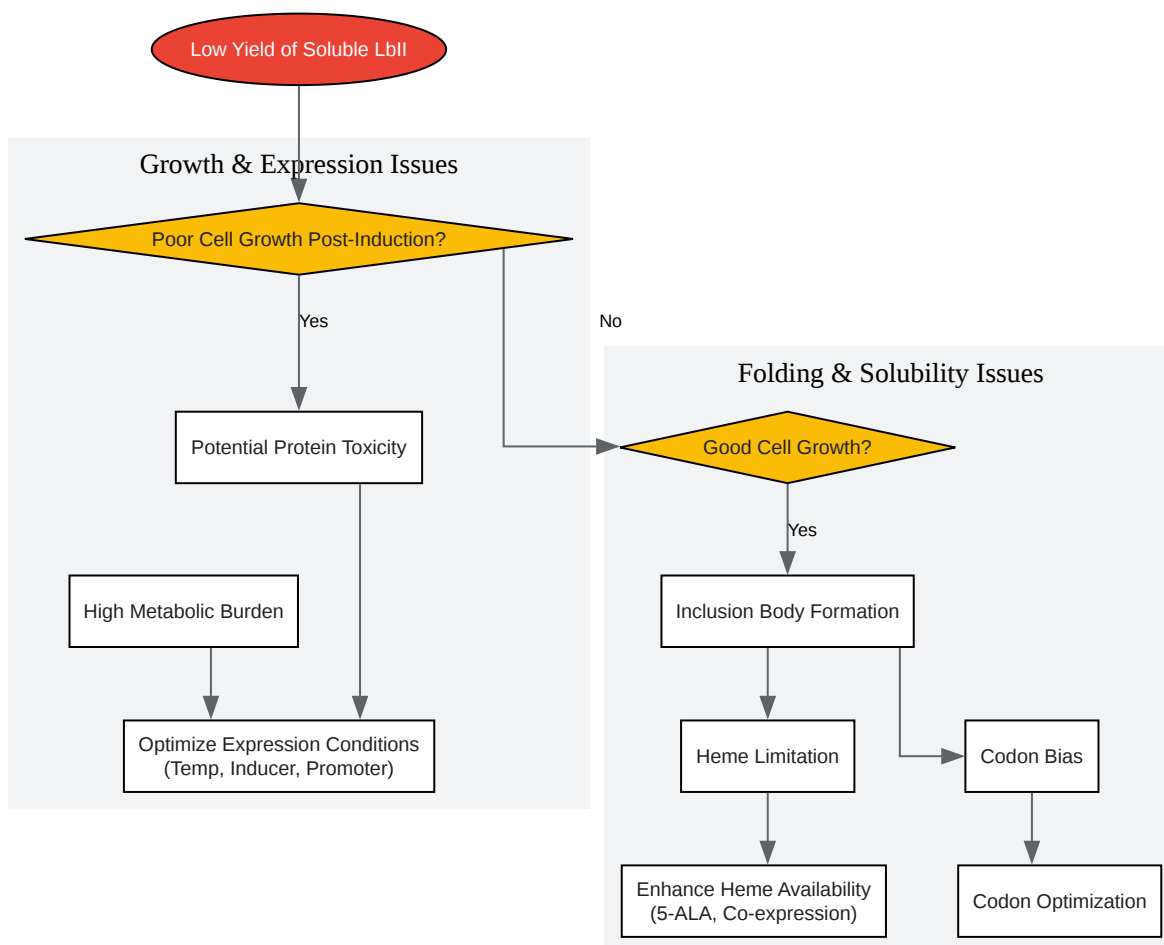 Low Yield of Soluble LbII
Growth & Expression Issues
Poor Cell Growth Post-Induction?
Yes
No
Folding & Solubility Issues
Potential Protein Toxicity
Good Cell Growth?
Yes
High Metabolic Burden
Inclusion Body Formation
Optimize Expression Conditions
(Temp, Inducer, Promoter)
Heme Limitation
Codon Bias
Enhance Heme Availability
(5-ALA, Co-expression)
Codon Optimization